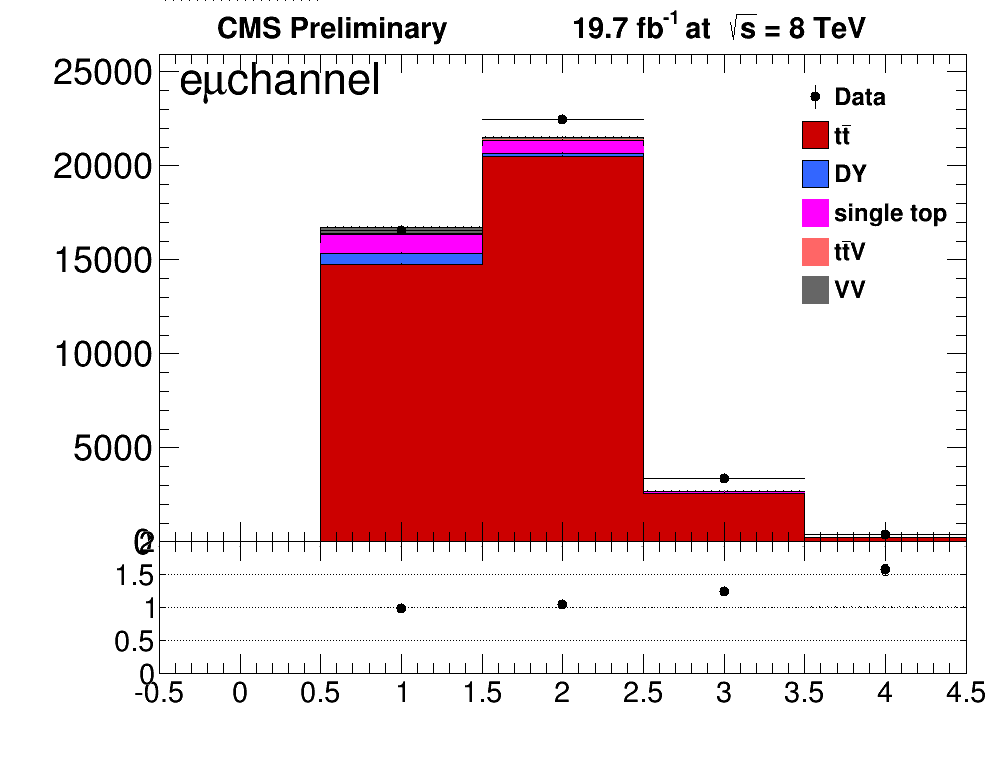 CMS Preliminary 19.7 fb⁻¹ at √s = 8 TeV
eμchannel
25000
20000
15000
10000
5000
0
Data
tt̅
DY
single top
tt̅V
VV
2
1.5
1
0.5
0
-0.5 0 0.5 1 1.5 2 2.5 3 3.5 4 4.5